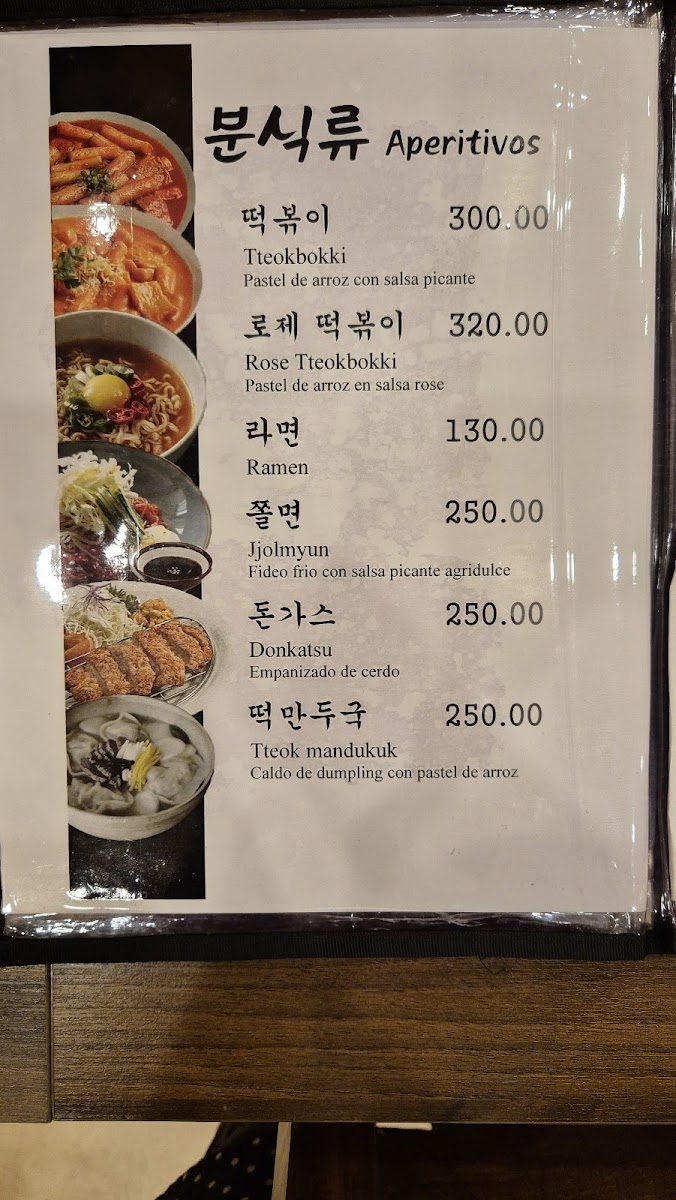 분식류 Aperitivos
떡볶이 300.00
Tteokbokki
Pastel de arroz con salsa picante
로제 떡볶이 320.00
Rose Tteokbokki
Pastel de arroz en salsa rose
라면 130.00
Ramen
쫄면 250.00
Jjolmyun
Fideo frio con salsa picante agridulce
돈가스 250.00
Donkatsu
Empanizado de cerdo
떡만두국 250.00
Tteok mandukuk
Caldo de dumpling con pastel de arroz